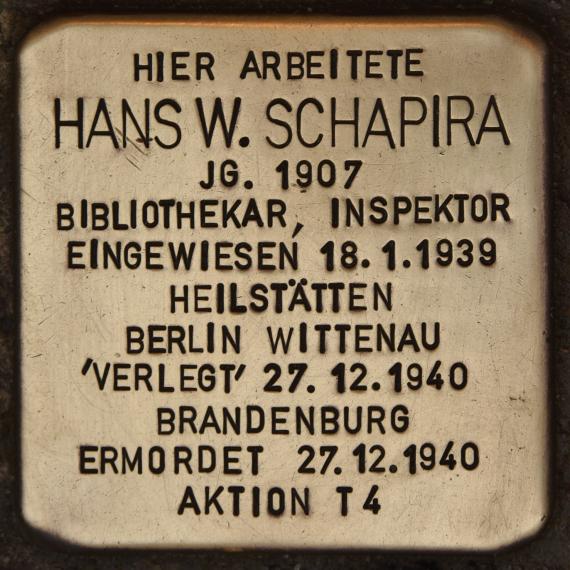 HIER ARBEITETE
HANS W. SCHAPIRA
JG. 1907
BIBLIOTHEKAR, INSPEKTOR
EINGEWIESEN 18.1.1939
HEILSTÄTTEN
BERLIN WITTENAU
'VERLEGT' 27.12.1940
BRANDENBURG
ERMORDET 27.12.1940
AKTION T4